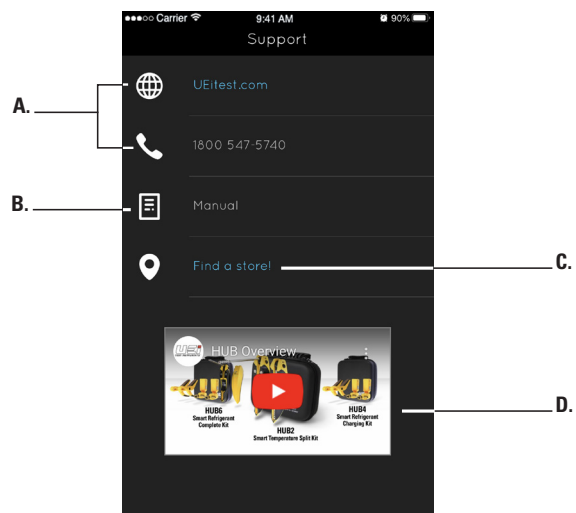 ●●●○○ Carrier 9:41 AM 90%
Support
A.
UEitest.com
1800 547-5740
B.
Manual
C.
Find a store!
UEi
HUB Overview
HUB6
Smart Refrigerant
Complete Kit
HUB2
Smart Temperature Split Kit
HUB4
Smart Refrigerant
Charging Kit
D.